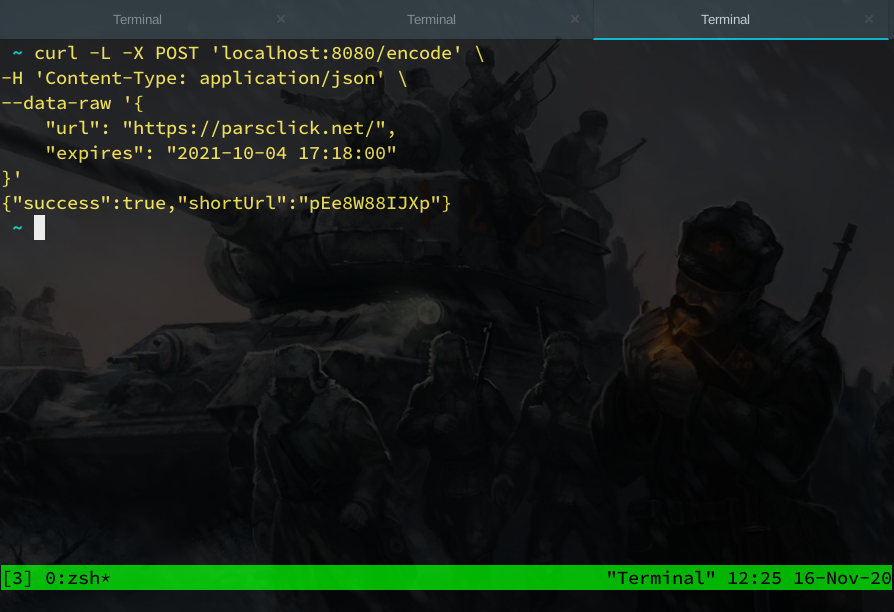 Terminal × Terminal × Terminal ×
~ curl -L -X POST 'localhost:8080/encode' \
-H 'Content-Type: application/json' \
--data-raw '{
    "url": "https://parsclick.net/",
    "expires": "2021-10-04 17:18:00"
}'
{"success":true,"shortUrl":"pEe8W88IJXp"}
~
[3] 0:zsh* "Terminal" 12:25 16-Nov-20